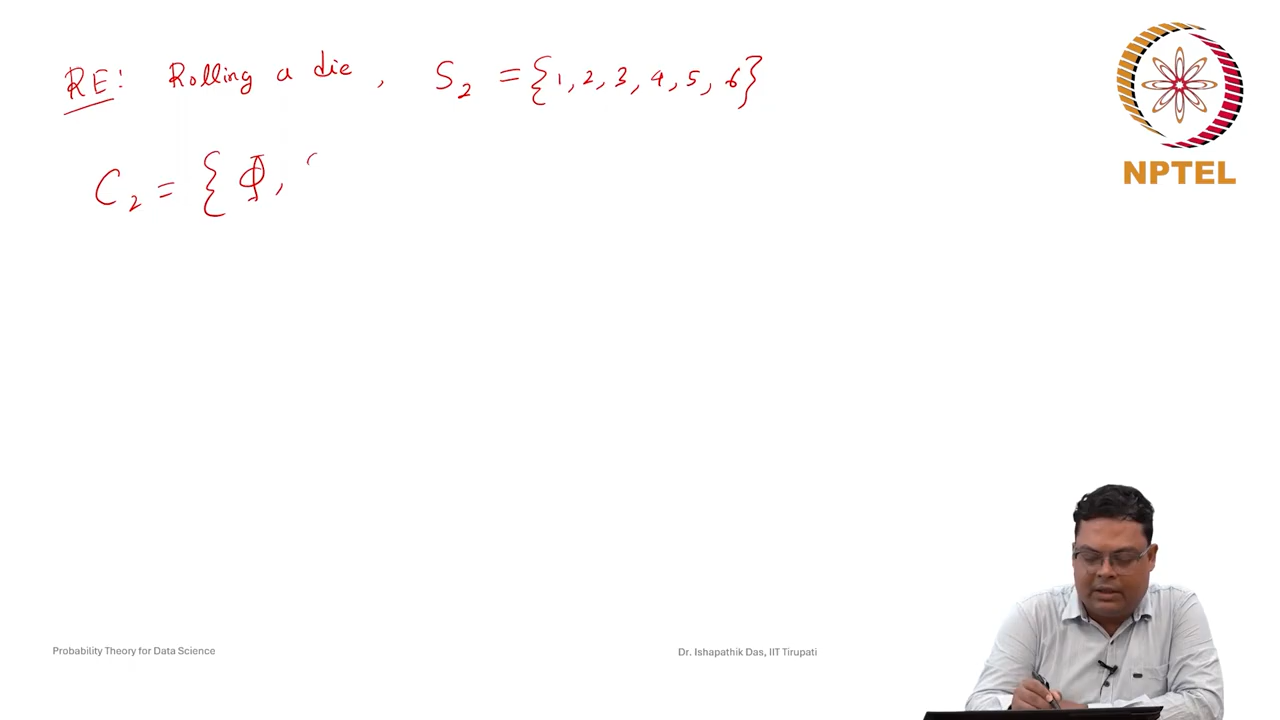 RE: Rolling a die, S₂ = {1, 2, 3, 4, 5, 6}
C₂ = { Φ,
NPTEL
Probability Theory for Data Science
Dr. Ishapathik Das, IIT Tirupati